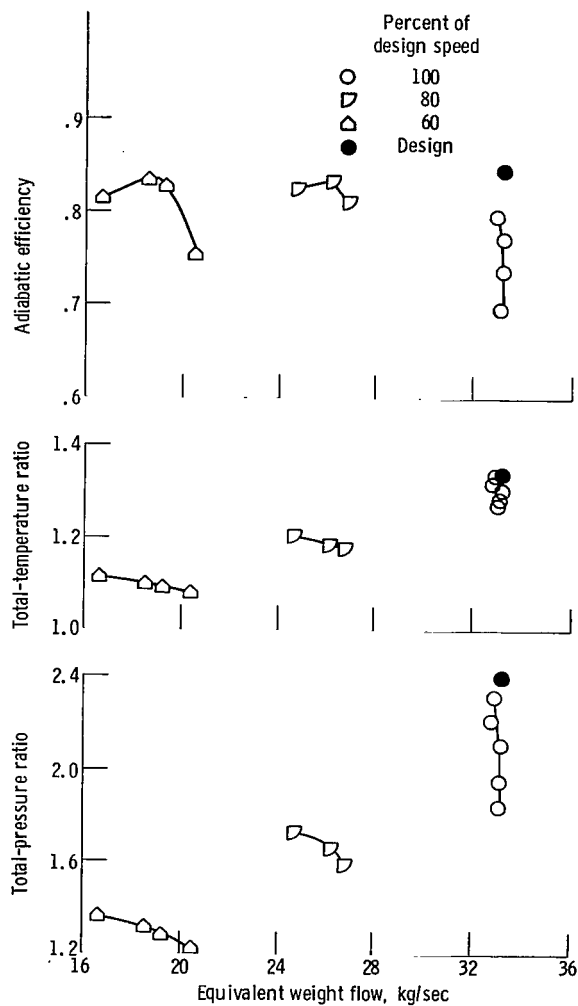 Percent of
design speed
100
80
60
Design
.9
.8
.7
.6
Adiabatic efficiency
1.4
1.2
1.0
Total-temperature ratio
2.4
2.0
1.6
1.2
Total-pressure ratio
16 20 24 28 32 36
Equivalent weight flow, kg/sec